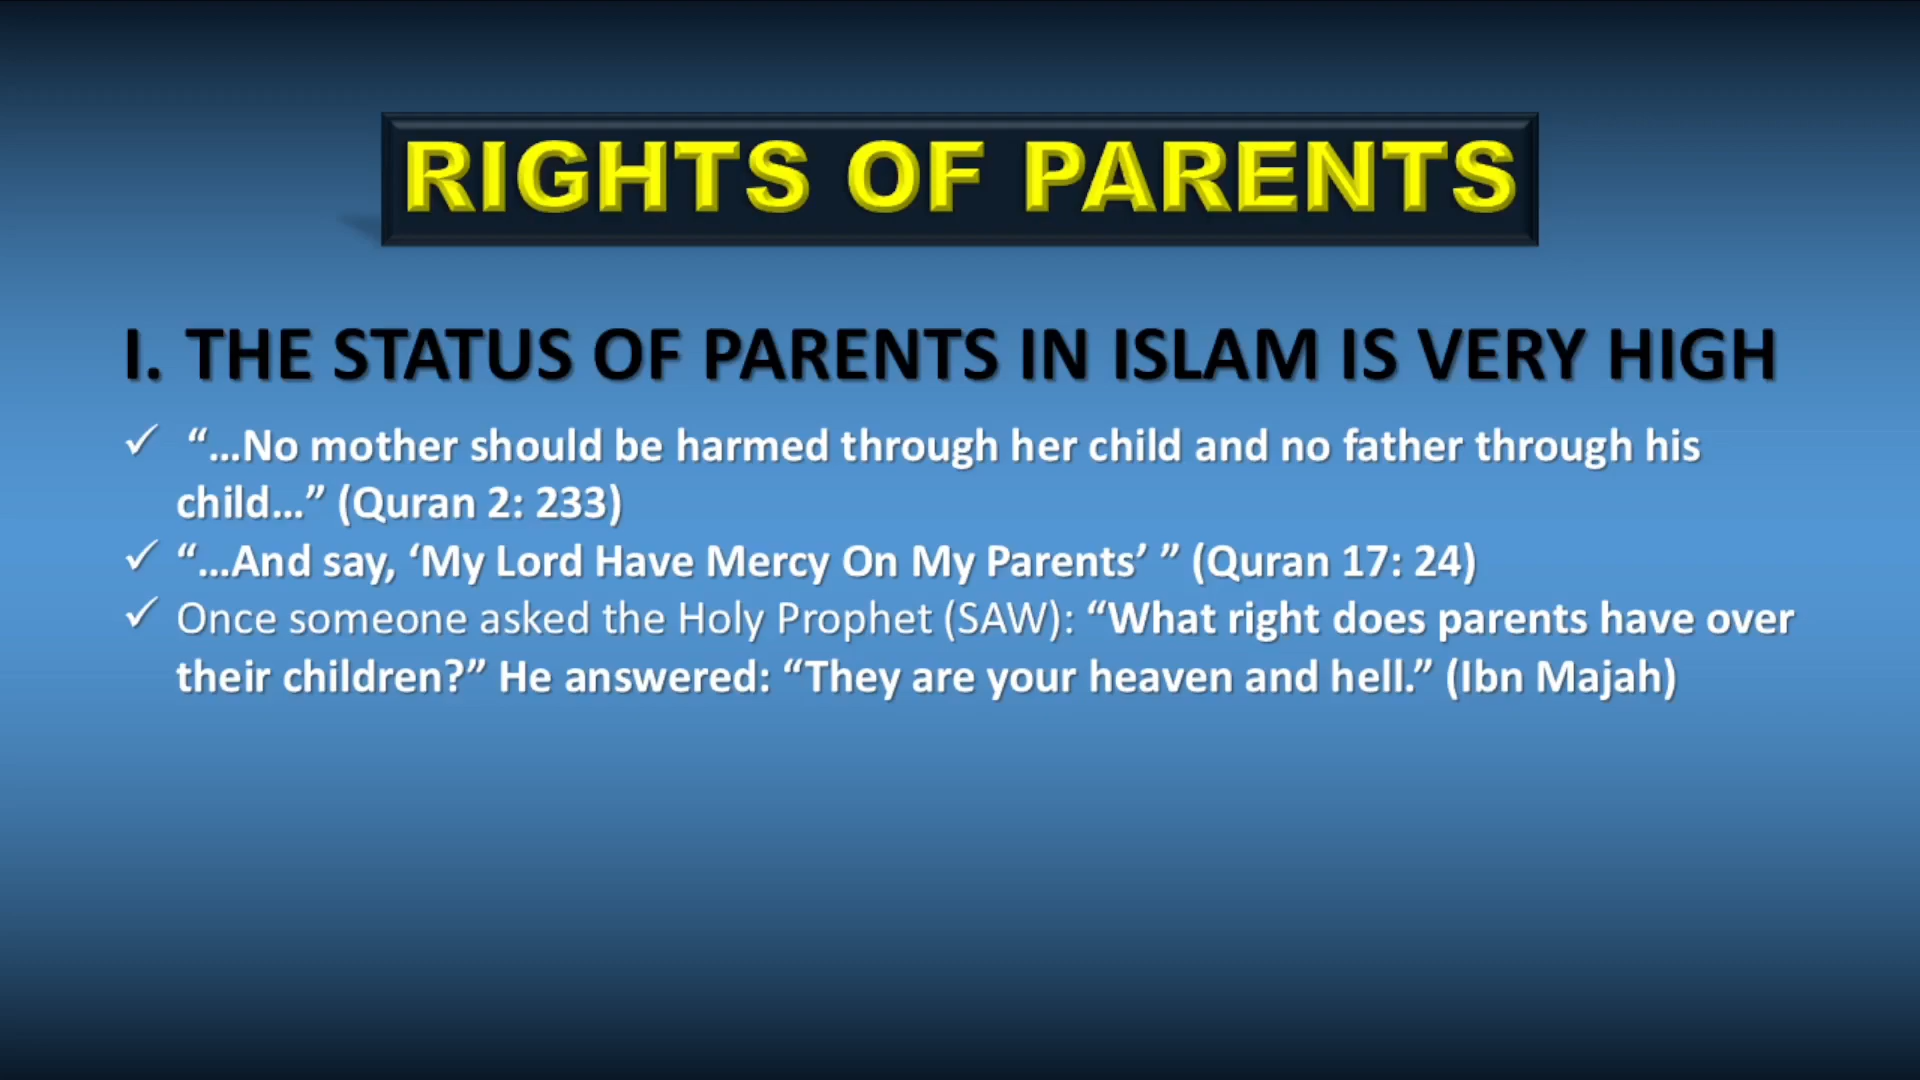 RIGHTS OF PARENTS
I. THE STATUS OF PARENTS IN ISLAM IS VERY HIGH
✓ “...No mother should be harmed through her child and no father through his
child...” (Quran 2: 233)
✓ “...And say, ‘My Lord Have Mercy On My Parents’ ” (Quran 17: 24)
✓ Once someone asked the Holy Prophet (SAW): “What right does parents have over
their children?” He answered: “They are your heaven and hell.” (Ibn Majah)